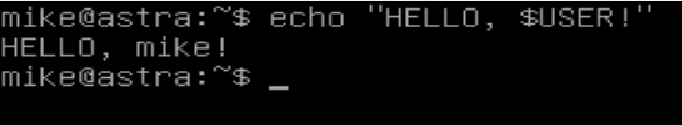 mike@astra:~$ echo "HELLO, $USER!"
HELLO, mike!
mike@astra:~$ _